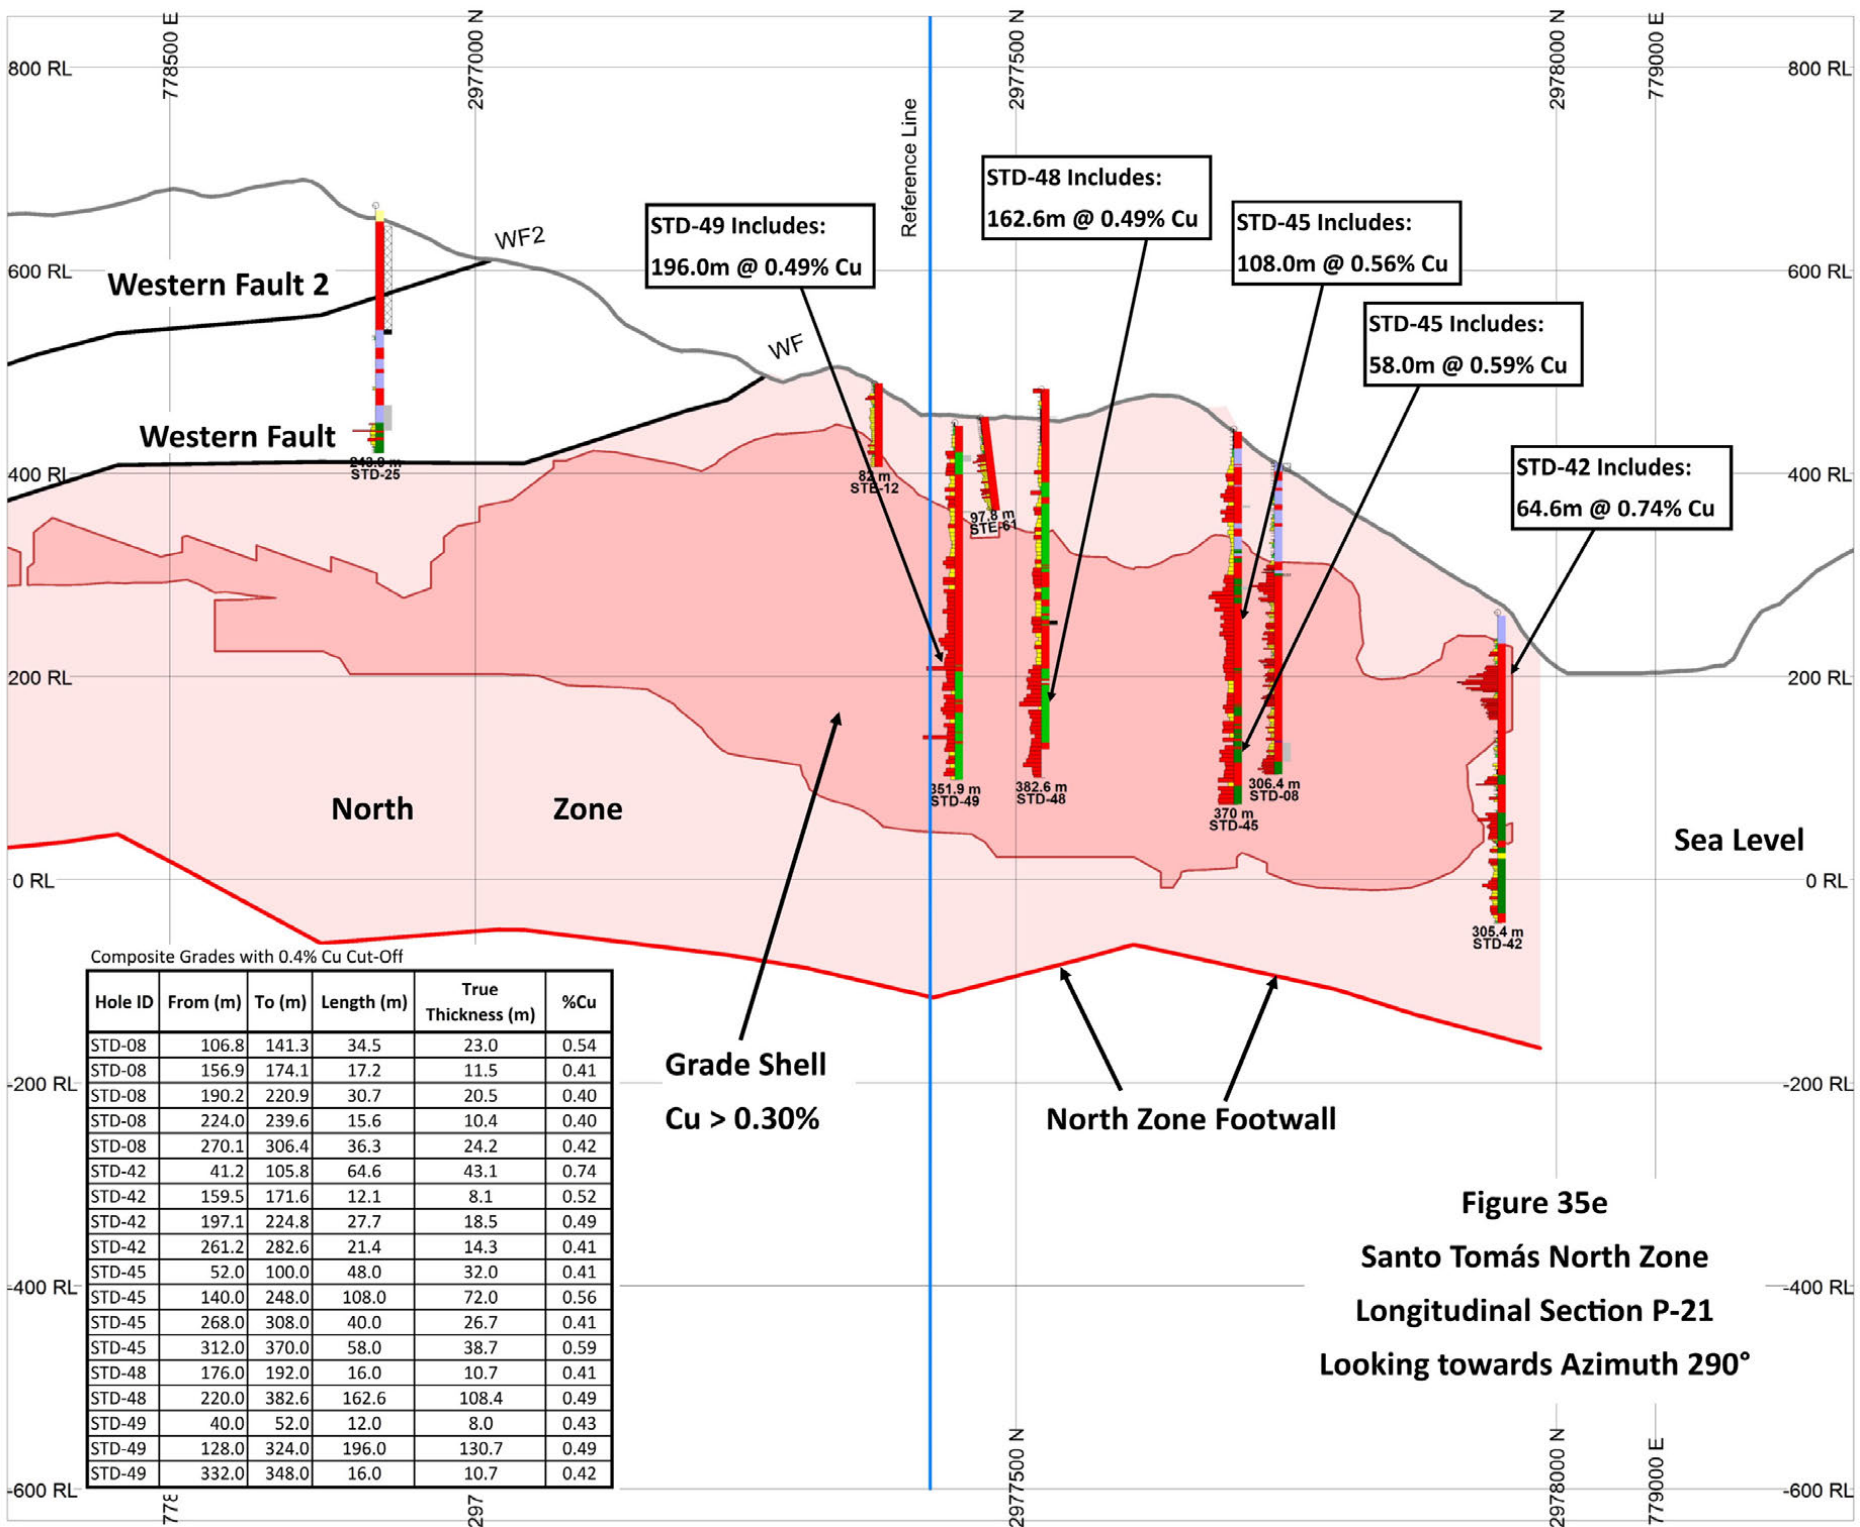 778500 E
2977000 N
2977500 N
2978000 N
779000 E
800 RL
800 RL
Reference Line
STD-48 Includes:
162.6m @ 0.49% Cu
STD-49 Includes:
196.0m @ 0.49% Cu
STD-45 Includes:
108.0m @ 0.56% Cu
WF2
600 RL
600 RL
Western Fault 2
STD-45 Includes:
58.0m @ 0.59% Cu
WF
Western Fault
STD-42 Includes:
64.6m @ 0.74% Cu
400 RL
400 RL
243.0 m
STD-25
82 m
STE-12
97.8 m
STE-61
200 RL
200 RL
351.9 m
STD-49
382.6 m
STD-48
370 m
STD-45
306.4 m
STD-08
North Zone
Sea Level
0 RL
0 RL
305.4 m
STD-42
Composite Grades with 0.4% Cu Cut-Off
Hole ID From (m) To (m) Length (m) True Thickness (m) %Cu
STD-08 106.8 141.3 34.5 23.0 0.54
STD-08 156.9 174.1 17.2 11.5 0.41
STD-08 190.2 220.9 30.7 20.5 0.40
STD-08 224.0 239.6 15.6 10.4 0.40
STD-08 270.1 306.4 36.3 24.2 0.42
STD-42 41.2 105.8 64.6 43.1 0.74
STD-42 159.5 171.6 12.1 8.1 0.52
STD-42 197.1 224.8 27.7 18.5 0.49
STD-42 261.2 282.6 21.4 14.3 0.41
STD-45 52.0 100.0 48.0 32.0 0.41
STD-45 140.0 248.0 108.0 72.0 0.56
STD-45 268.0 308.0 40.0 26.7 0.41
STD-45 312.0 370.0 58.0 38.7 0.59
STD-48 176.0 192.0 16.0 10.7 0.41
STD-48 220.0 382.6 162.6 108.4 0.49
STD-49 40.0 52.0 12.0 8.0 0.43
STD-49 128.0 324.0 196.0 130.7 0.49
STD-49 332.0 348.0 16.0 10.7 0.42
Grade Shell
Cu > 0.30%
North Zone Footwall
-200 RL
-200 RL
Figure 35e
Santo Tomás North Zone
Longitudinal Section P-21
Looking towards Azimuth 290°
-400 RL
-400 RL
-600 RL
-600 RL
778
297
2977500 N
2978000 N
779000 E